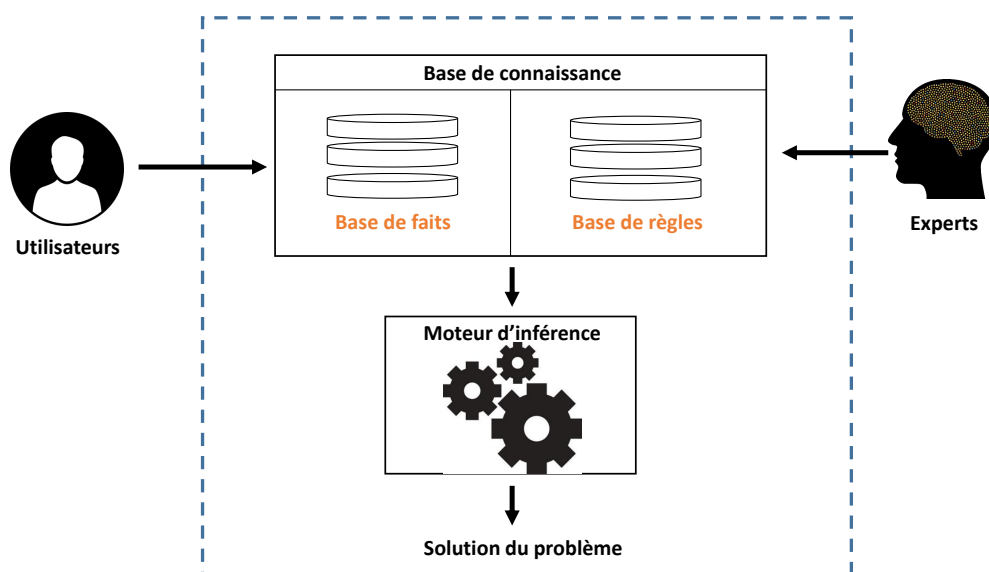 Base de connaissance
Base de faits
Base de règles
Utilisateurs
Experts
Moteur d’inférence
Solution du problème